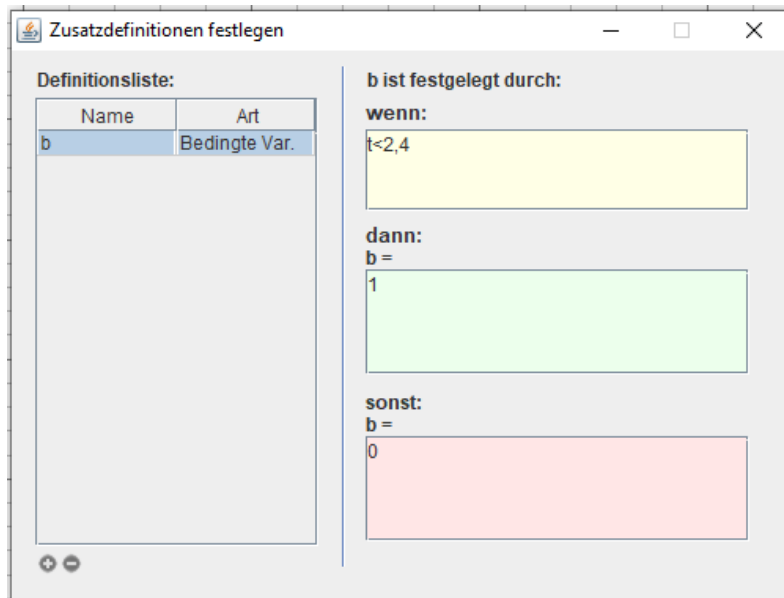 Zusatzdefinitionen festlegen
Definitionsliste:
Name Art
b Bedingte Var.
b ist festgelegt durch:
wenn:
t<2,4
dann:
b =
1
sonst:
b =
0